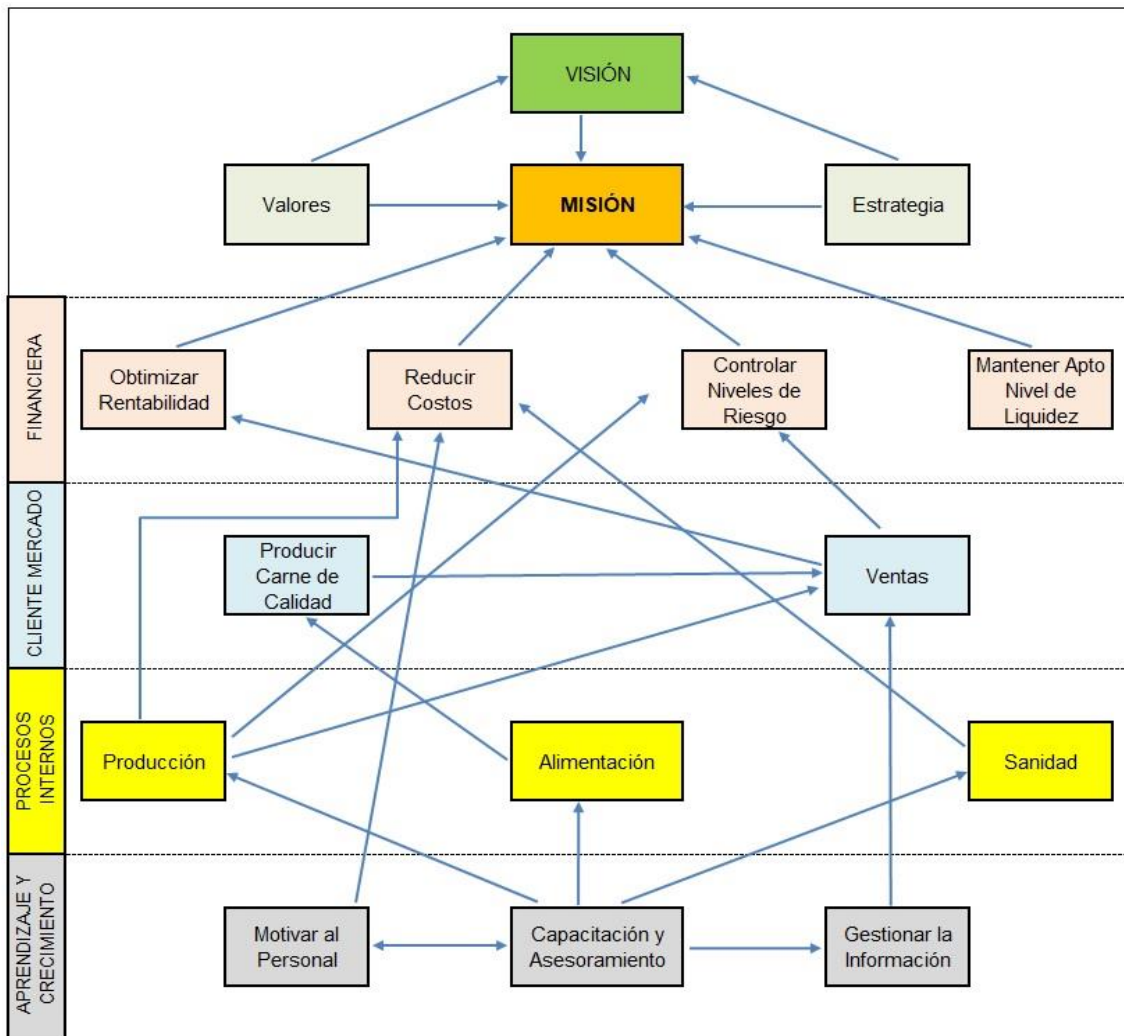 VISIÓN
Valores
MISIÓN
Estrategia
FINANCIERA
Obtimizar
Rentabilidad
Reducir
Costos
Controlar
Niveles de
Riesgo
Mantener Apto
Nivel de
Liquidez
CLIENTE MERCADO
Producir
Carne de
Calidad
Ventas
PROCESOS
INTERNOS
Producción
Alimentación
Sanidad
APRENDIZAJE Y
CRECIMIENTO
Motivar al
Personal
Capacitación y
Asesoramiento
Gestionar la
Información